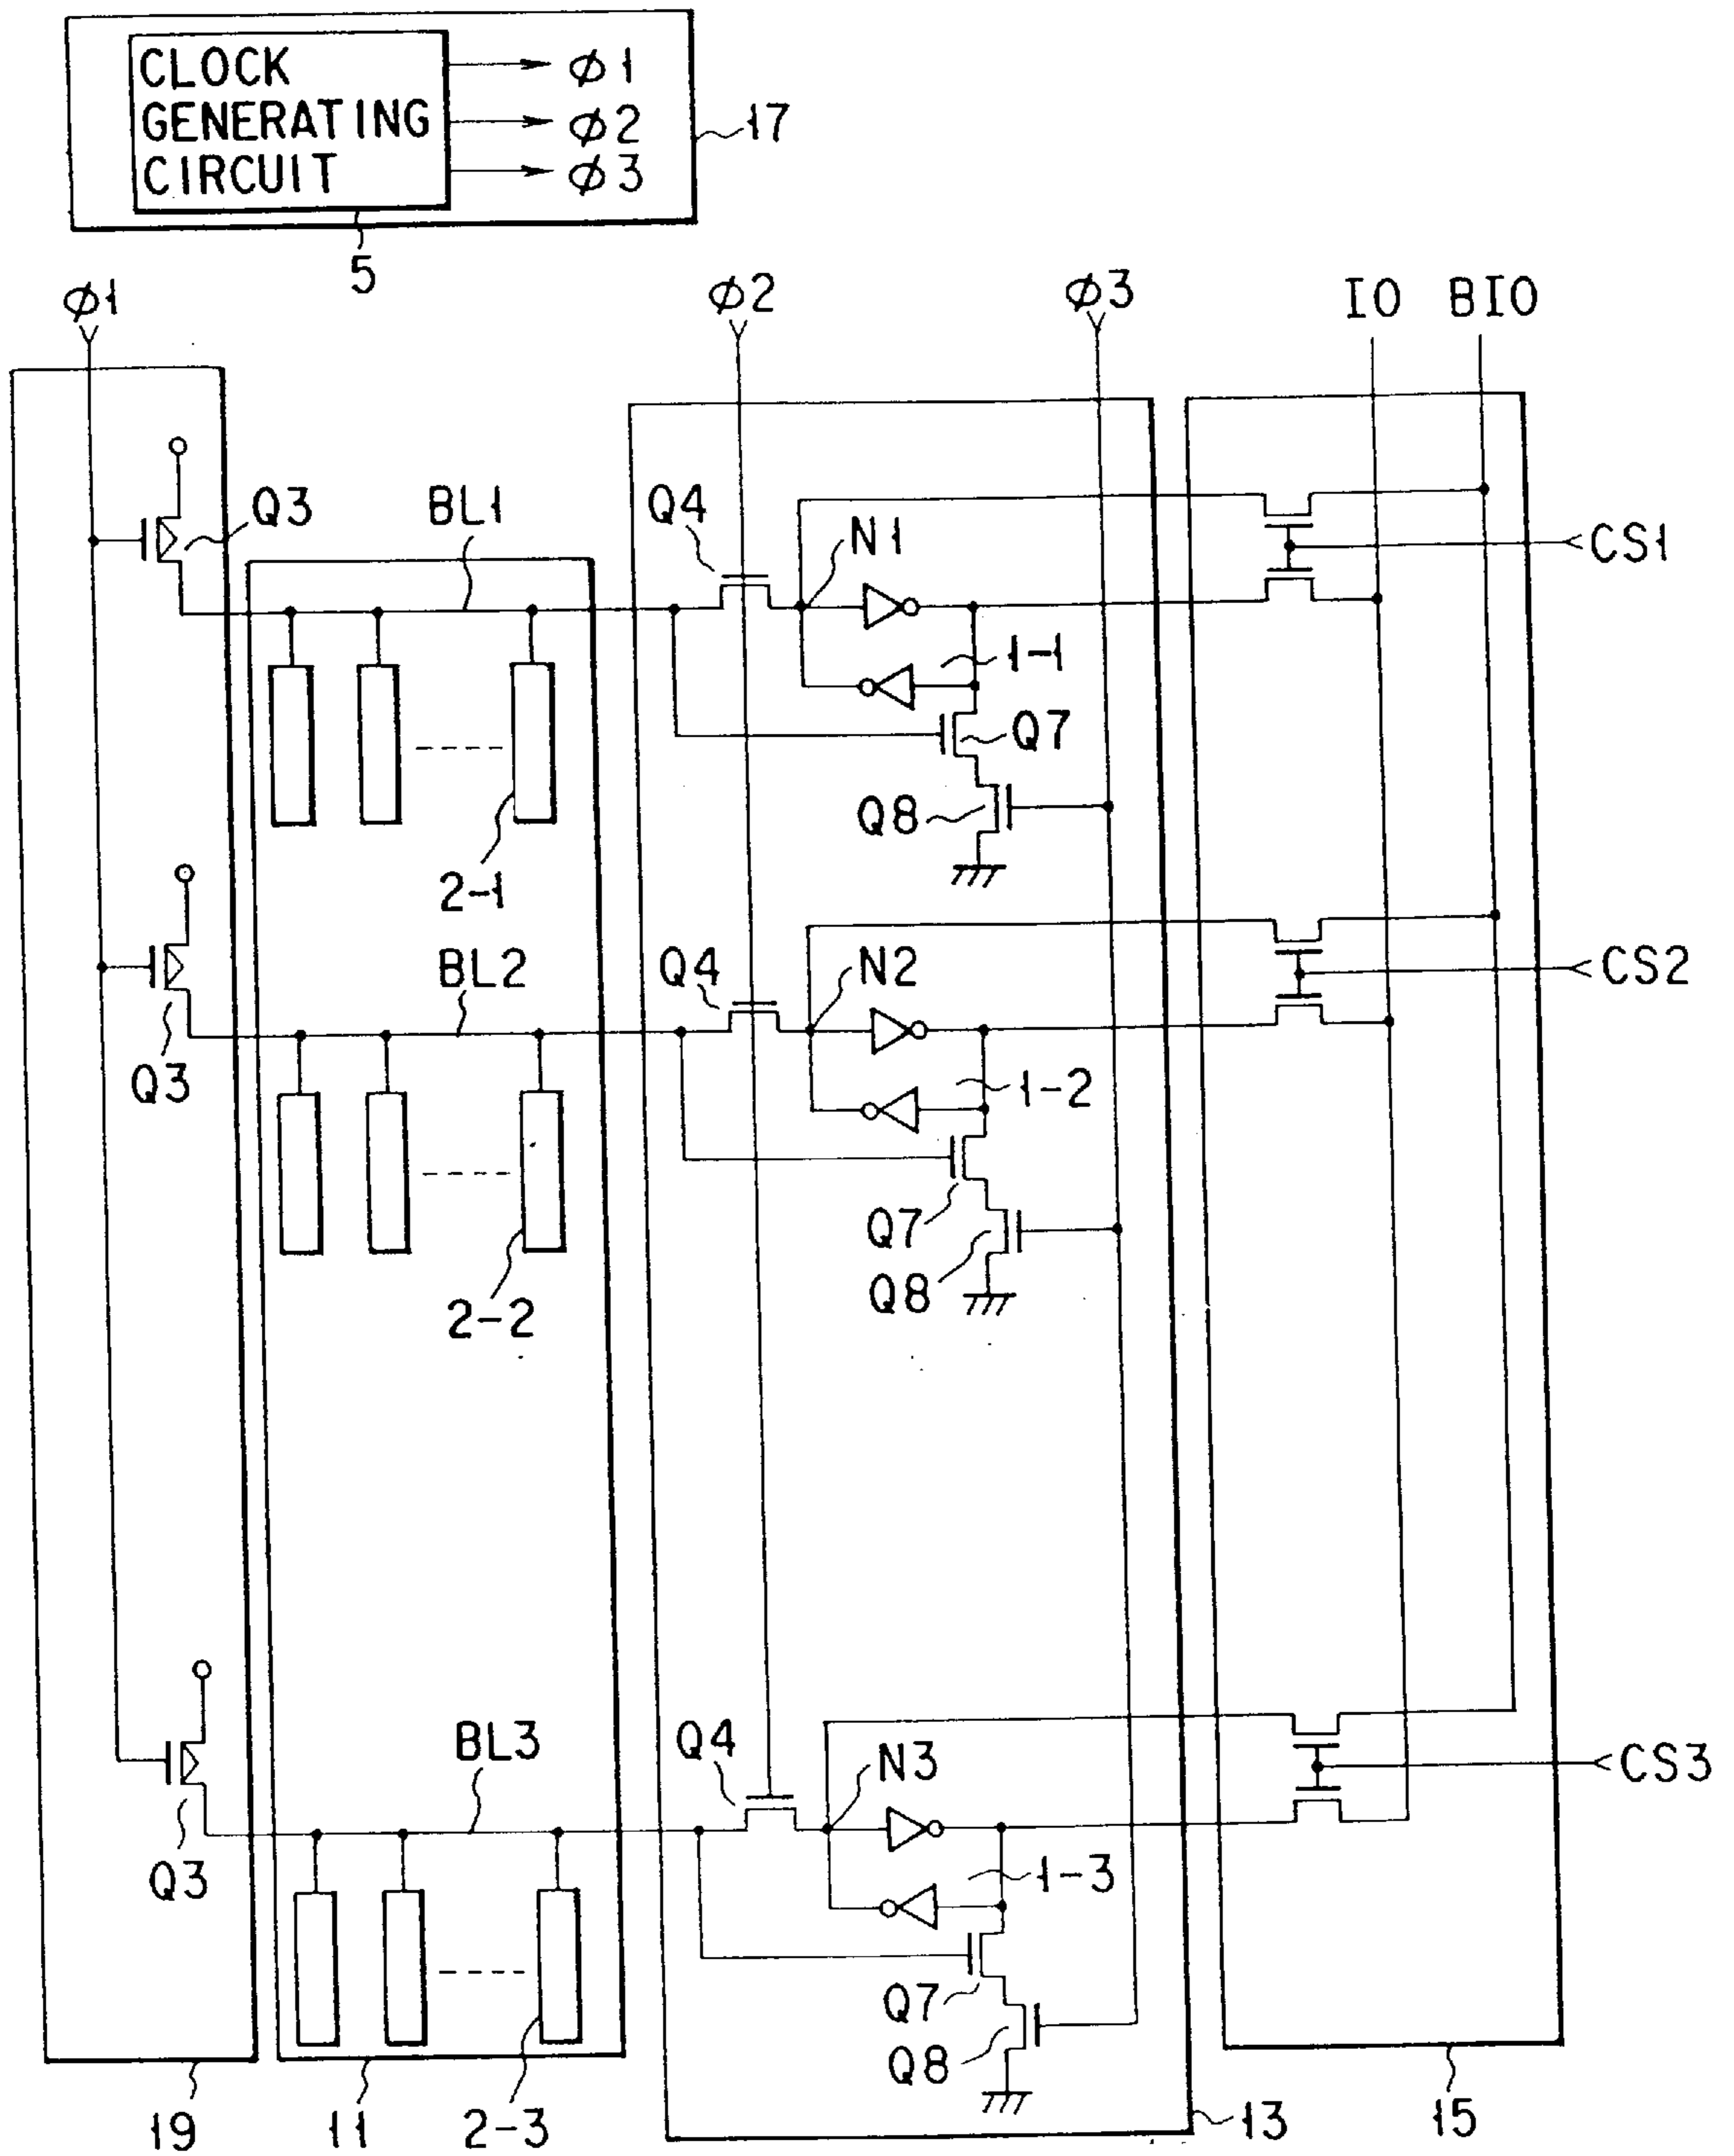 CLOCK
GENERATING
CIRCUIT
ϕ1
ϕ2
ϕ3
17
5
ϕ1
ϕ2
ϕ3
IO
BIO
Q3
BL1
Q4
N1
CS1
1-1
Q7
Q8
2-1
Q3
BL2
Q4
N2
CS2
1-2
Q7
Q8
2-2
BL3
Q4
N3
CS3
Q3
1-3
Q7
Q8
19
11
2-3
13
15